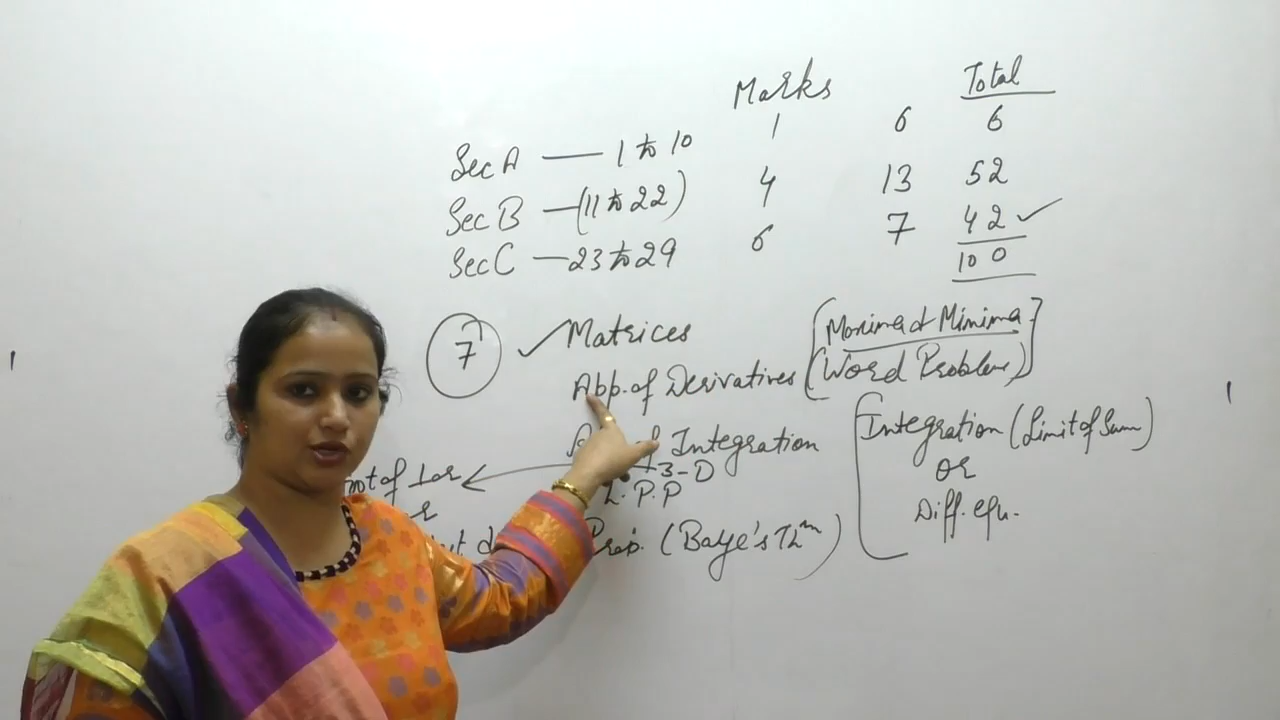 Marks Total
Sec A — 1 to 10 1 6 6
Sec B — (11 to 22) 4 13 52
Sec C — 23 to 29 6 7 42 ✓
100
7 ✓ Matrices
App. of Derivatives [Maxima & Minima (Word Problem)]
of Integration
Integration (Limit of Sum)
OR
Diff. eqn.
3-D
L.P.P
Prob. (Baye's Thm)